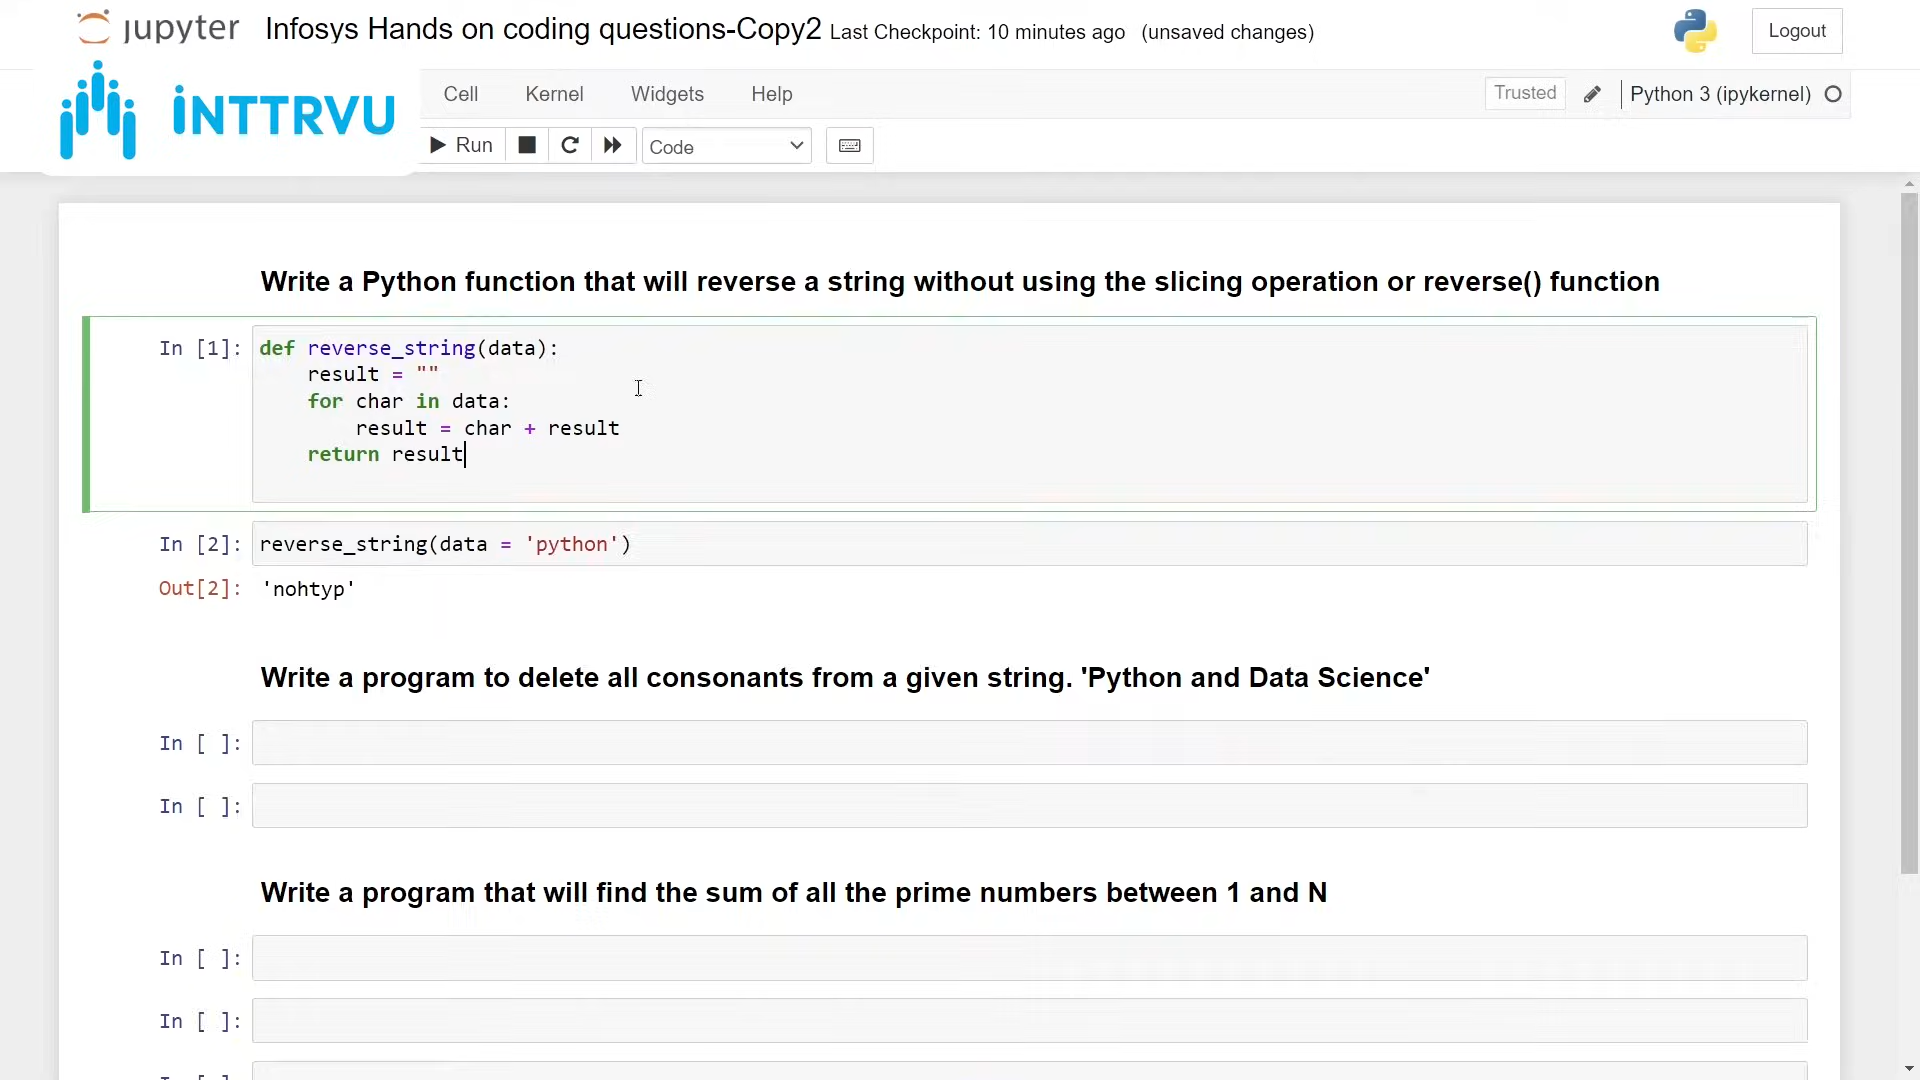 jupyter Infosys Hands on coding questions-Copy2 Last Checkpoint: 10 minutes ago (unsaved changes) Logout
iNTTRVU
Cell Kernel Widgets Help Trusted Python 3 (ipykernel)
Run Code
Write a Python function that will reverse a string without using the slicing operation or reverse() function
In [1]: def reverse_string(data):
    result = ""
    for char in data:
        result = char + result
    return result
In [2]: reverse_string(data = 'python')
Out[2]: 'nohtyp'
Write a program to delete all consonants from a given string. 'Python and Data Science'
In [ ]:
In [ ]:
Write a program that will find the sum of all the prime numbers between 1 and N
In [ ]:
In [ ]: